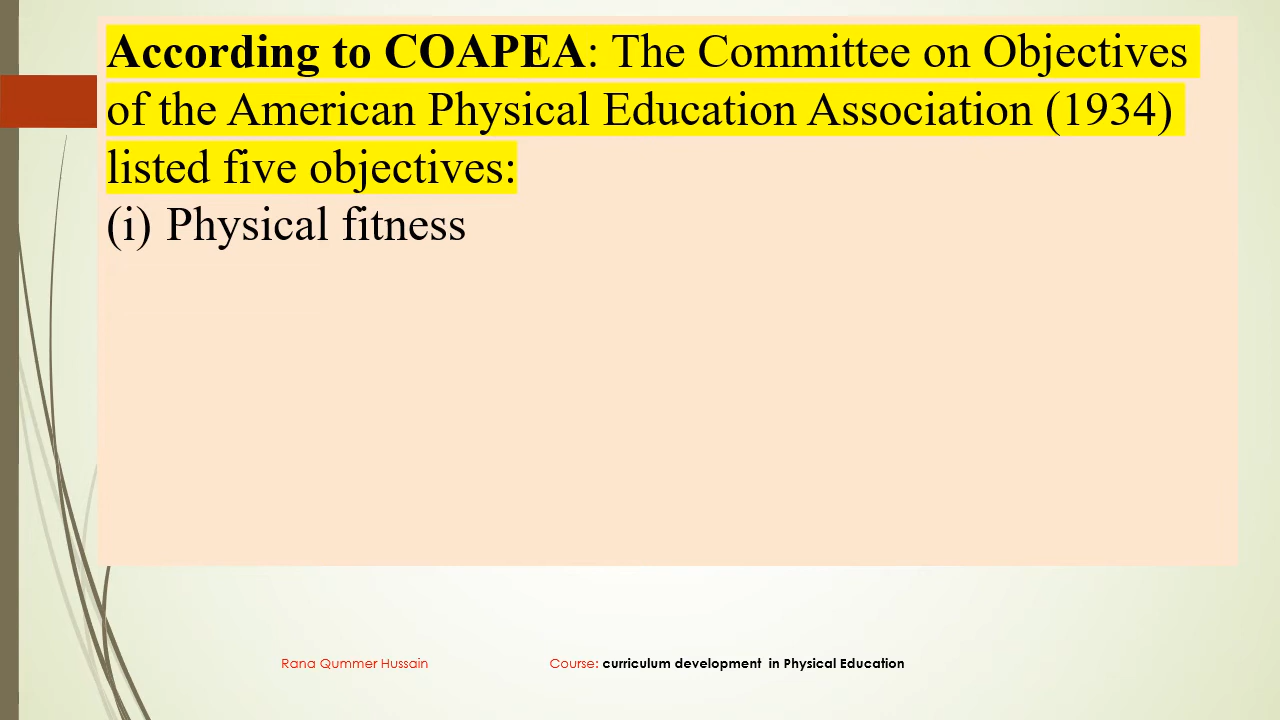 According to COAPEA: The Committee on Objectives
of the American Physical Education Association (1934)
listed five objectives:
(i) Physical fitness
Rana Qummer Hussain
Course: curriculum development in Physical Education